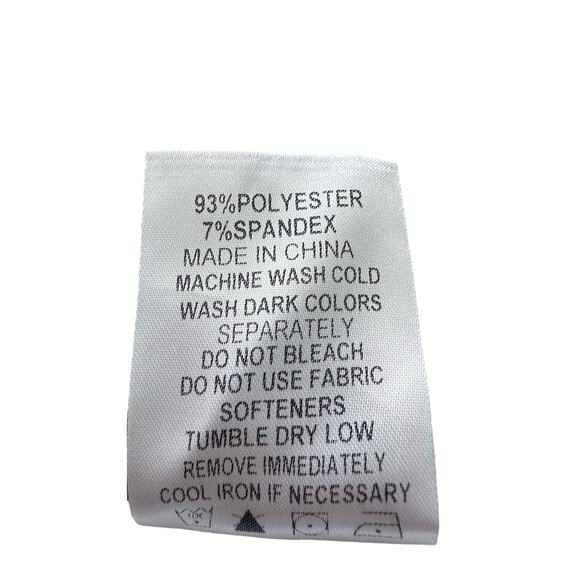 93%POLYESTER
7%SPANDEX
MADE IN CHINA
MACHINE WASH COLD
WASH DARK COLORS
SEPARATELY
DO NOT BLEACH
DO NOT USE FABRIC
SOFTENERS
TUMBLE DRY LOW
REMOVE IMMEDIATELY
COOL IRON IF NECESSARY